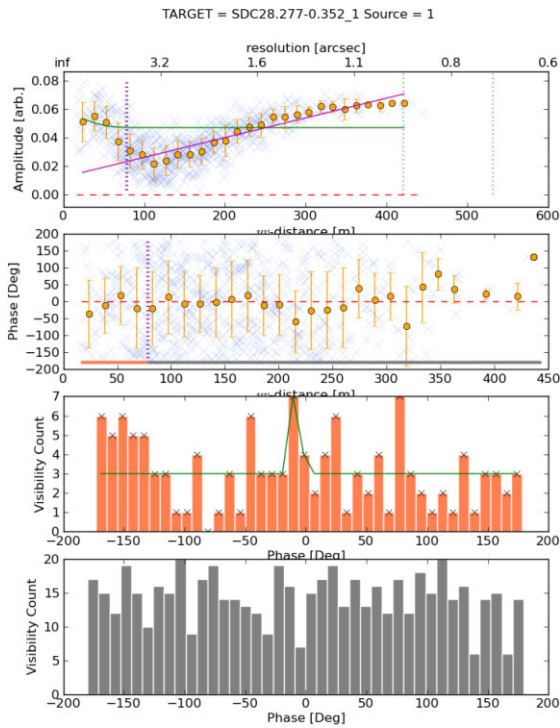 TARGET = SDC28.277-0.352_1 Source = 1
resolution [arcsec]
inf 3.2 1.6 1.1 0.8 0.6
0.08
0.06
0.04
0.02
0.00
Amplitude [arb.]
0 100 200 300 400 500 600
uv-distance [m]
200
150
100
50
0
−50
−100
−150
−200
Phase [Deg]
0 50 100 150 200 250 300 350 400 450
uv-distance [m]
7
6
5
4
3
2
1
0
Visibility Count
−200 −150 −100 −50 0 50 100 150 200
Phase [Deg]
20
15
10
5
0
Visibility Count
−200 −150 −100 −50 0 50 100 150 200
Phase [Deg]